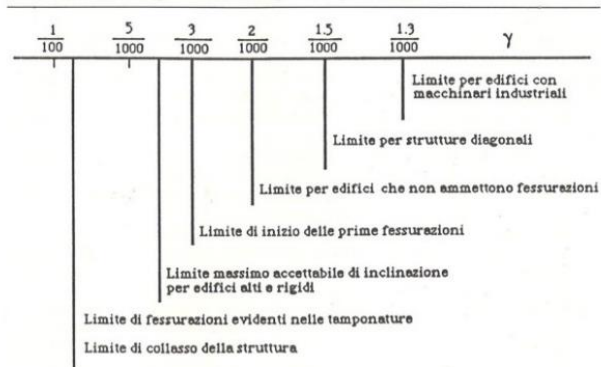 1/100 5/1000 3/1000 2/1000 1.5/1000 1.3/1000 γ
Limite per edifici con
macchinari industriali
Limite per strutture diagonali
Limite per edifici che non ammettono fessurazioni
Limite di inizio delle prime fessurazioni
Limite massimo accettabile di inclinazione
per edifici alti e rigidi
Limite di fessurazioni evidenti nelle tamponature
Limite di collasso della struttura